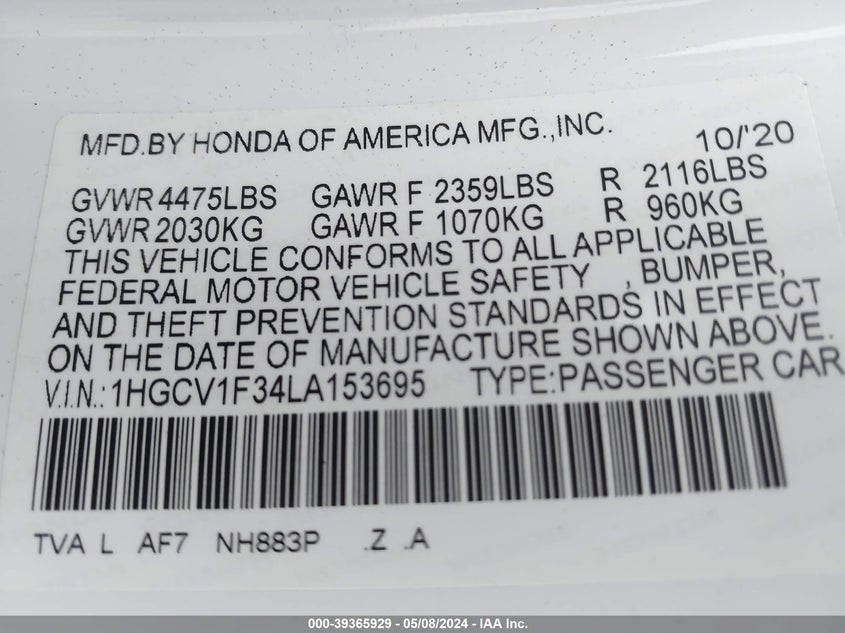 MFD.BY HONDA OF AMERICA MFG.,INC. 10/'20
GVWR 4475LBS GAWR F 2359LBS R 2116LBS
GVWR 2030KG GAWR F 1070KG R 960KG
THIS VEHICLE CONFORMS TO ALL APPLICABLE
FEDERAL MOTOR VEHICLE SAFETY , BUMPER,
AND THEFT PREVENTION STANDARDS IN EFFECT
ON THE DATE OF MANUFACTURE SHOWN ABOVE.
V.I.N.: 1HGCV1F34LA153695 TYPE:PASSENGER CAR
TVA L AF7 NH883P .Z .A
000-39365929 - 05/08/2024 - IAA Inc.